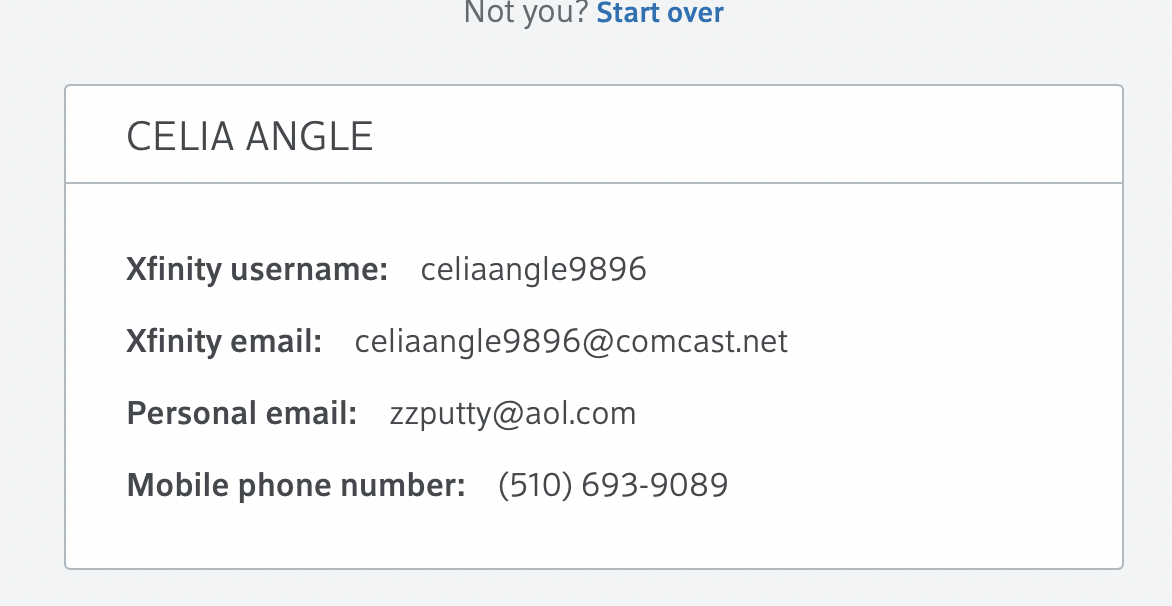 Not you? Start over
CELIA ANGLE
Xfinity username: celiaangle9896
Xfinity email: celiaangle9896@comcast.net
Personal email: zzputty@aol.com
Mobile phone number: (510) 693-9089